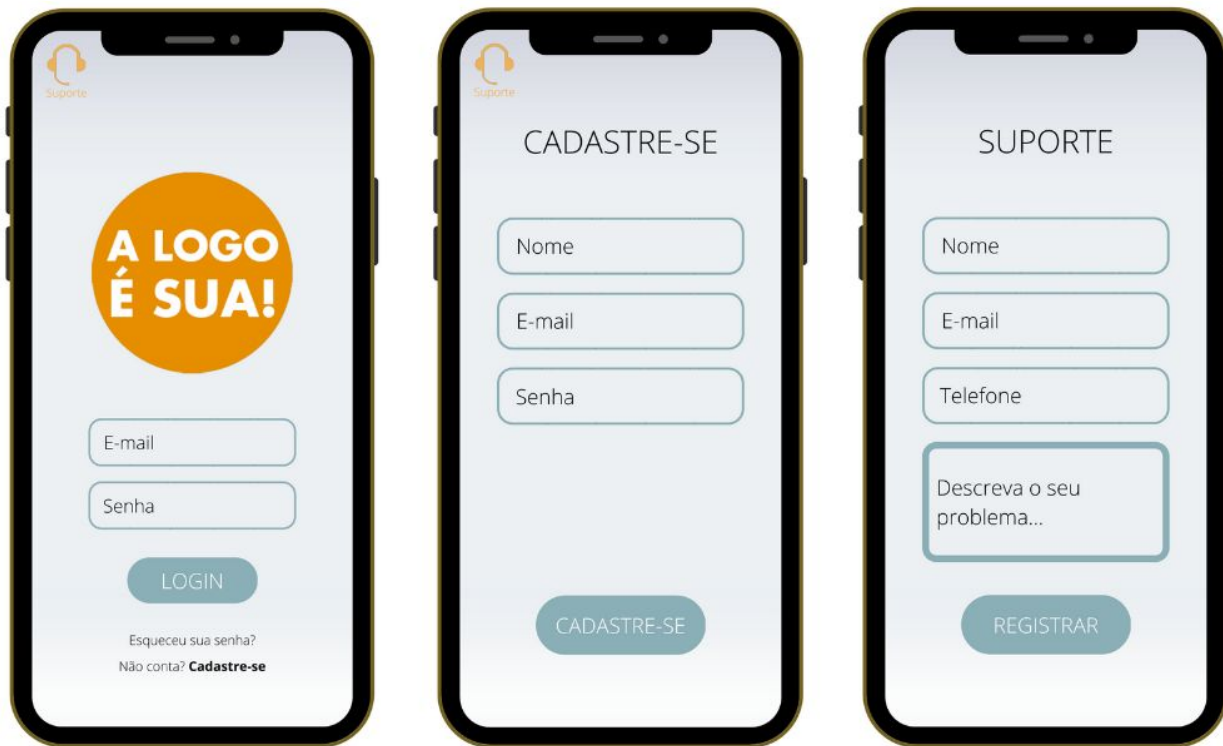 Suporte
A LOGO
É SUA!
E-mail
Senha
LOGIN
Esqueceu sua senha?
Não conta? Cadastre-se
Suporte
CADASTRE-SE
Nome
E-mail
Senha
CADASTRE-SE
SUPORTE
Nome
E-mail
Telefone
Descreva o seu
problema...
REGISTRAR